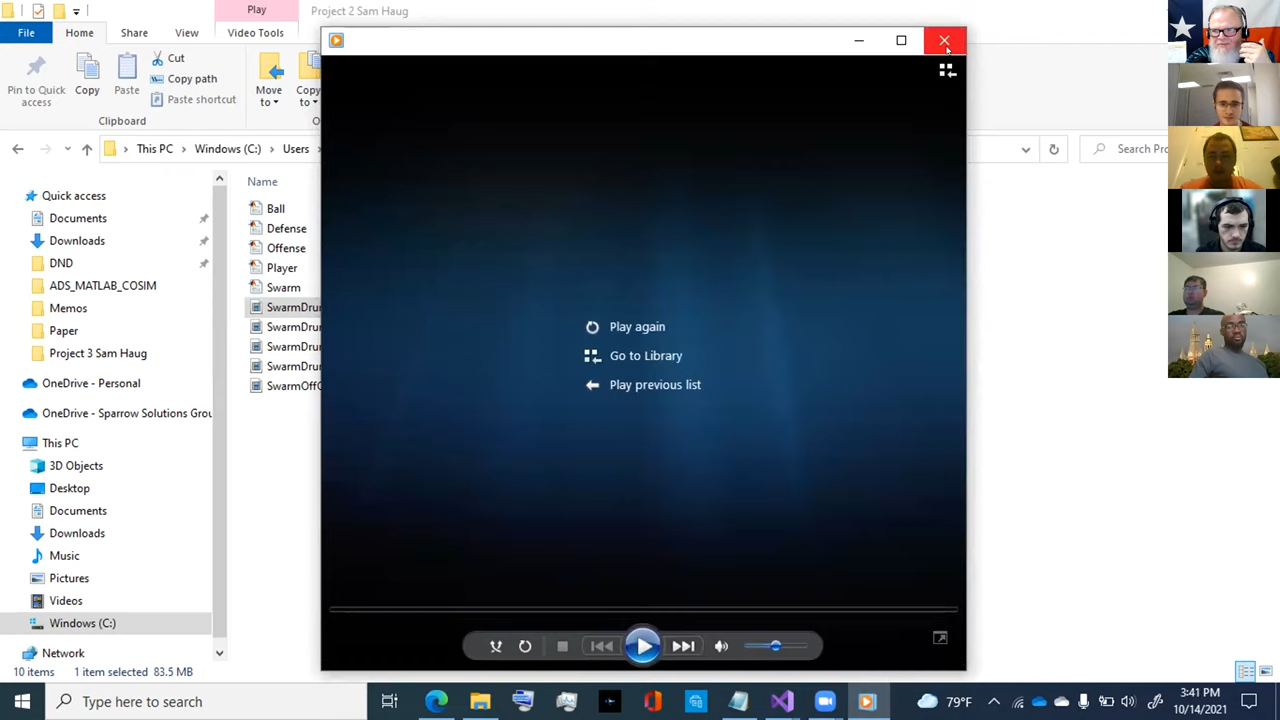 Play
Project 2 Sam Haug
File
Home
Share
View
Video Tools
Pin to Quick access
Copy
Paste
Cut
Copy path
Paste shortcut
Move to
Copy to
Clipboard
This PC
Windows (C:)
Users
Search Pro
Name
Quick access
Documents
Downloads
DND
ADS_MATLAB_COSIM
Memos
Paper
Project 3 Sam Haug
OneDrive - Personal
OneDrive - Sparrow Solutions Grou
This PC
3D Objects
Desktop
Documents
Downloads
Music
Pictures
Videos
Windows (C:)
Network
Ball
Defense
Offense
Player
Swarm
SwarmDru
SwarmDru
SwarmDru
SwarmDru
SwarmOff
Play again
Go to Library
Play previous list
10 items
1 item selected 83.5 MB
Type here to search
79°F
3:41 PM
10/14/2021